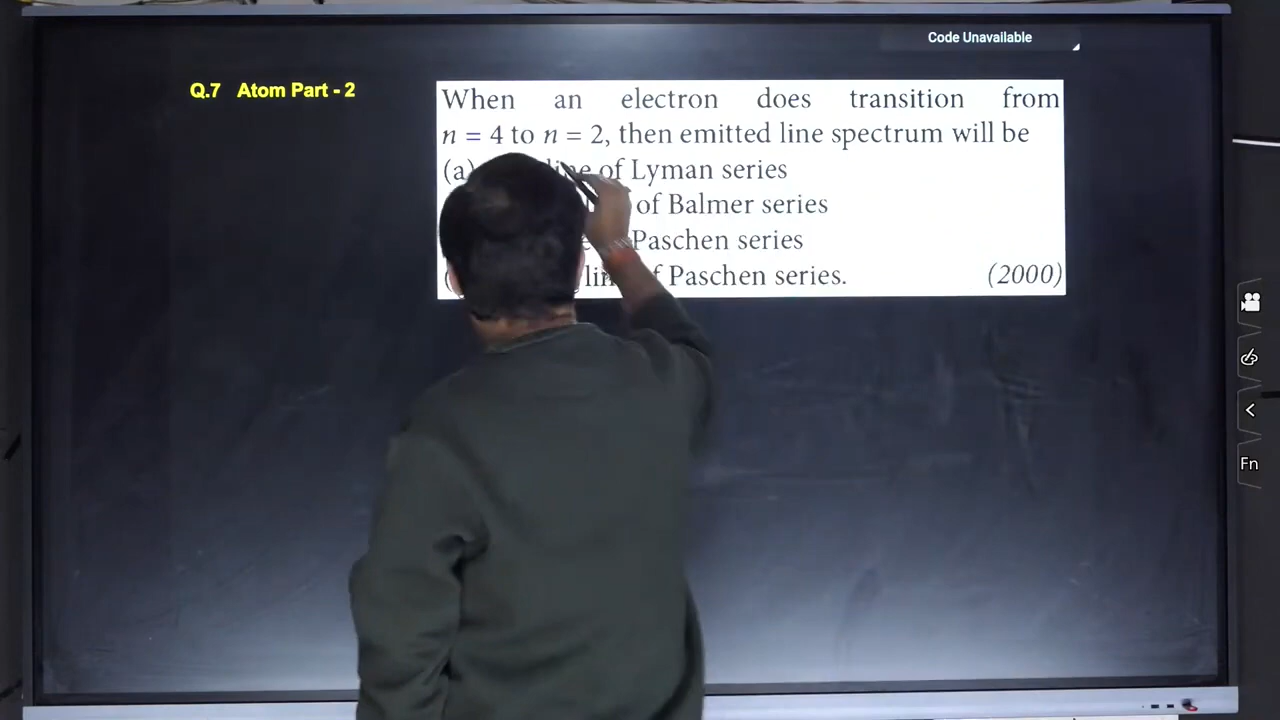 Code Unavailable
Q.7 Atom Part - 2
When an electron does transition from
n = 4 to n = 2, then emitted line spectrum will be
(a) line of Lyman series
of Balmer series
Paschen series
of Paschen series. (2000)
Fn